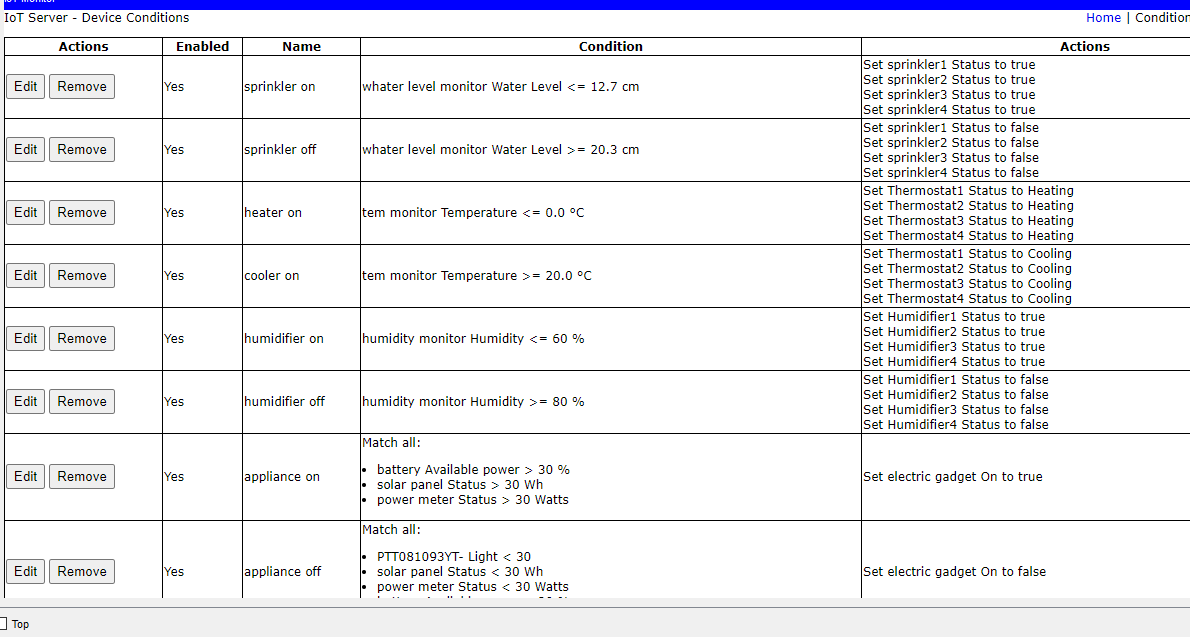 IoT Monitor
IoT Server - Device Conditions
Home | Condition
Actions Enabled Name Condition Actions
Edit Remove Yes sprinkler on whater level monitor Water Level <= 12.7 cm
Set sprinkler1 Status to true
Set sprinkler2 Status to true
Set sprinkler3 Status to true
Set sprinkler4 Status to true
Edit Remove Yes sprinkler off whater level monitor Water Level >= 20.3 cm
Set sprinkler1 Status to false
Set sprinkler2 Status to false
Set sprinkler3 Status to false
Set sprinkler4 Status to false
Edit Remove Yes heater on tem monitor Temperature <= 0.0 °C
Set Thermostat1 Status to Heating
Set Thermostat2 Status to Heating
Set Thermostat3 Status to Heating
Set Thermostat4 Status to Heating
Edit Remove Yes cooler on tem monitor Temperature >= 20.0 °C
Set Thermostat1 Status to Cooling
Set Thermostat2 Status to Cooling
Set Thermostat3 Status to Cooling
Set Thermostat4 Status to Cooling
Edit Remove Yes humidifier on humidity monitor Humidity <= 60 %
Set Humidifier1 Status to true
Set Humidifier2 Status to true
Set Humidifier3 Status to true
Set Humidifier4 Status to true
Edit Remove Yes humidifier off humidity monitor Humidity >= 80 %
Set Humidifier1 Status to false
Set Humidifier2 Status to false
Set Humidifier3 Status to false
Set Humidifier4 Status to false
Edit Remove Yes appliance on
Match all:
• battery Available power > 30 %
• solar panel Status > 30 Wh
• power meter Status > 30 Watts
Set electric gadget On to true
Edit Remove Yes appliance off
Match all:
• PTT081093YT- Light < 30
• solar panel Status < 30 Wh
• power meter Status < 30 Watts
Set electric gadget On to false
Top